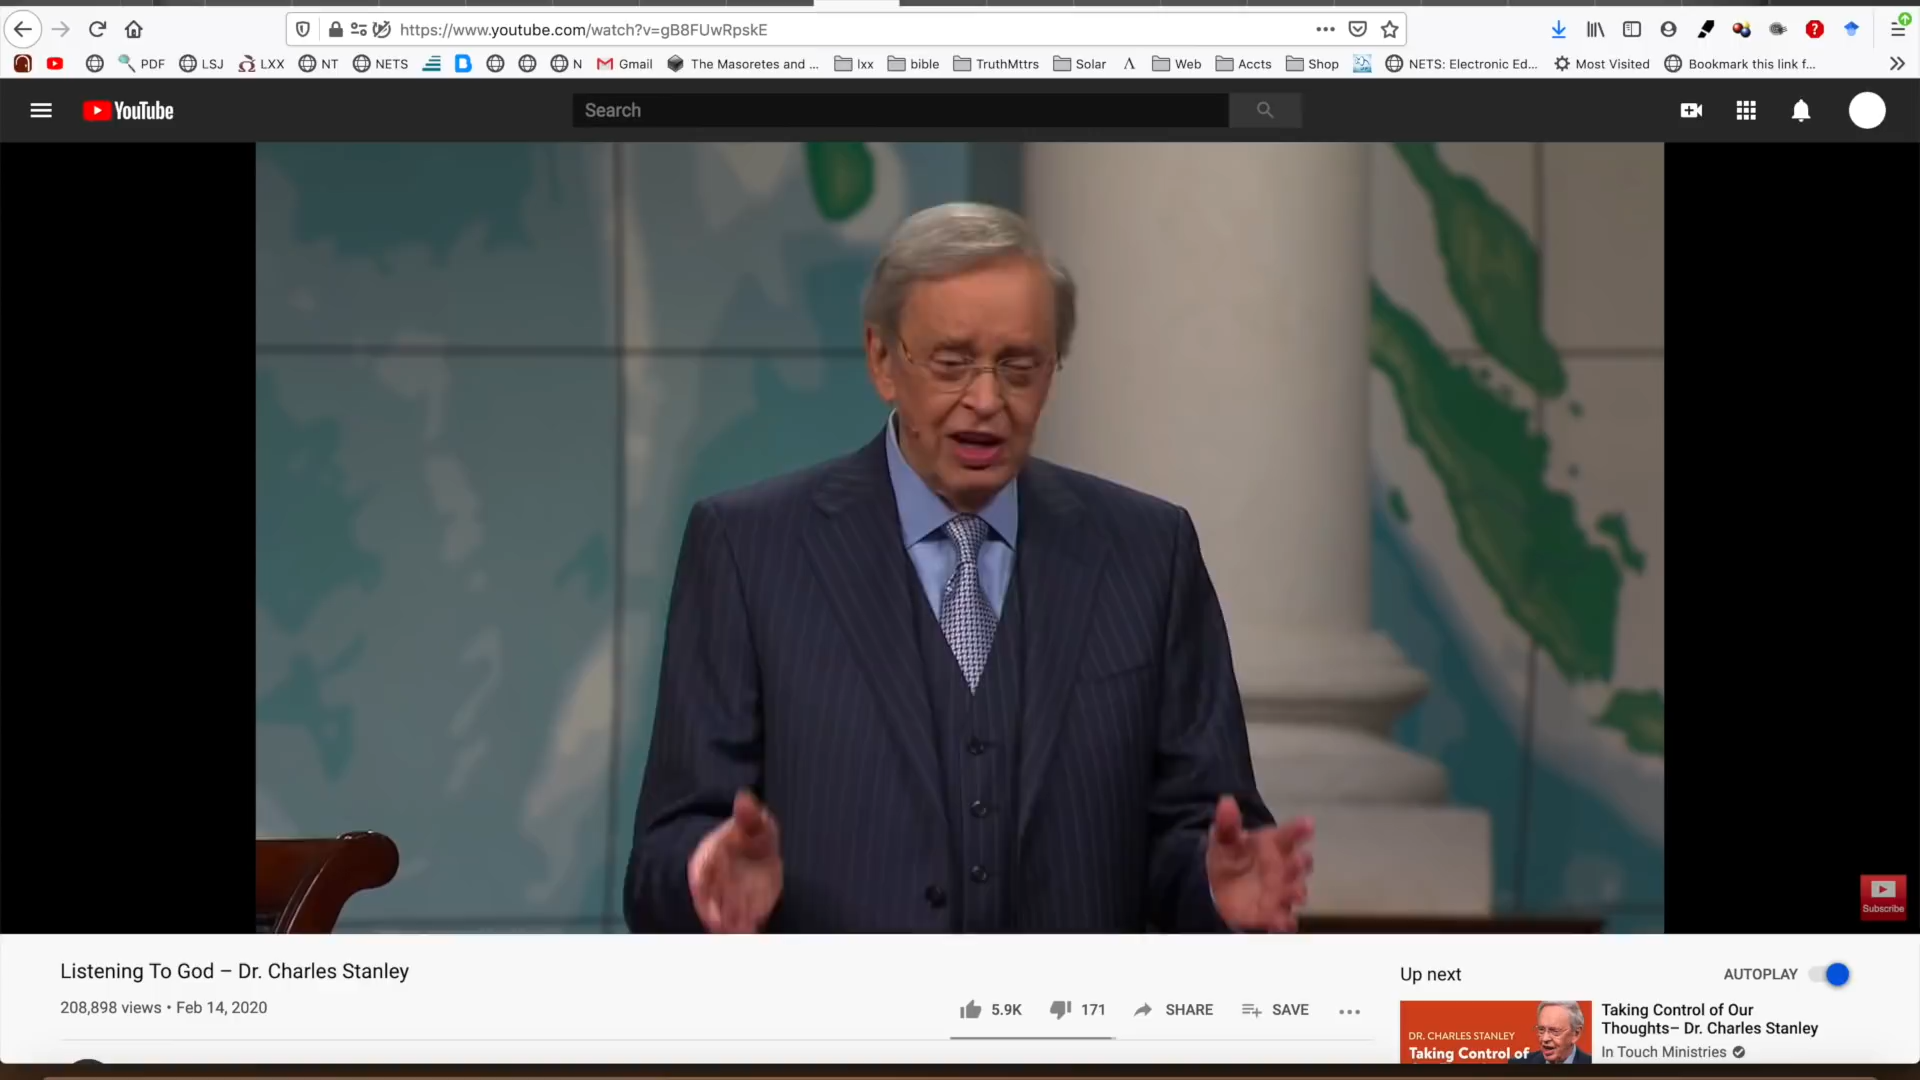 https://www.youtube.com/watch?v=gB8FUwRpskE
PDF LSJ LXX NT NETS N Gmail The Masoretes and ... lxx bible TruthMttrs Solar Web Accts Shop NETS: Electronic Ed... Most Visited Bookmark this link f...
YouTube
Search
Subscribe
Listening To God – Dr. Charles Stanley
208,898 views • Feb 14, 2020
5.9K 171 SHARE SAVE
Up next AUTOPLAY
DR. CHARLES STANLEY
Taking Control of
Taking Control of Our
Thoughts– Dr. Charles Stanley
In Touch Ministries